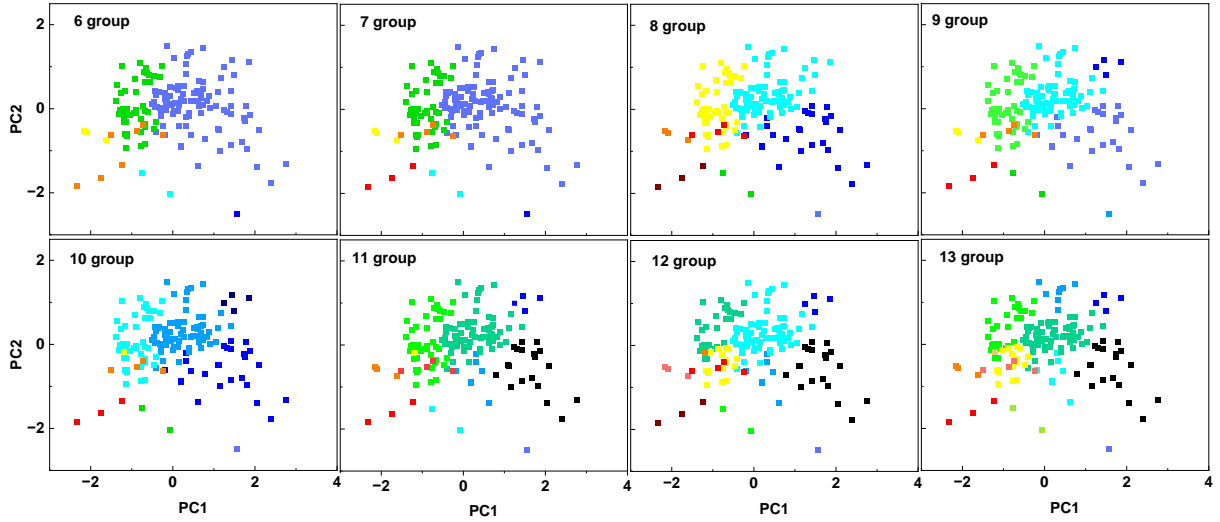 6 group
7 group
8 group
9 group
2
0
−2
PC2
10 group
11 group
12 group
13 group
2
0
−2
PC2
−2 0 2 4
−2 0 2 4
−2 0 2 4
−2 0 2 4
PC1
PC1
PC1
PC1